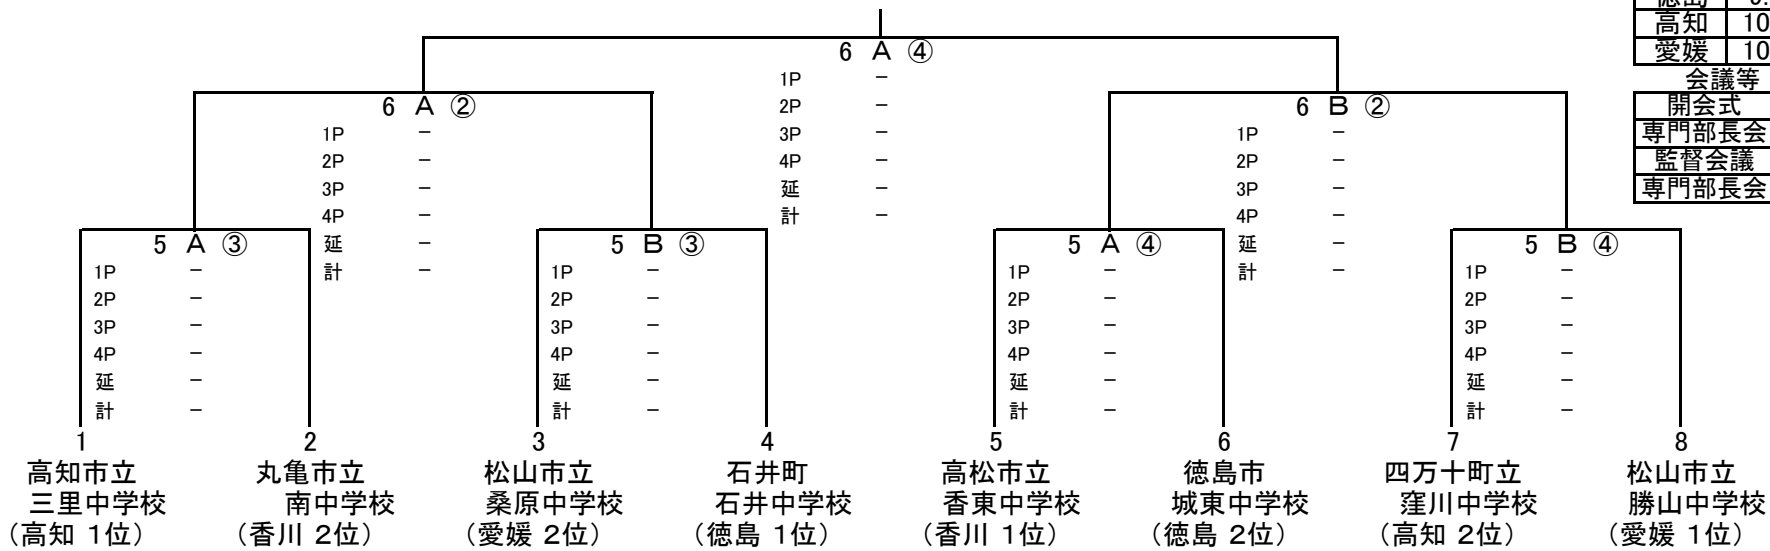 6 A ④
1P －
2P －
3P －
4P －
延 －
計 －
6 A ②
1P －
2P －
3P －
4P －
延 －
計 －
6 B ②
1P －
2P －
3P －
4P －
延 －
計 －
5 A ③
1P －
2P －
3P －
4P －
延 －
計 －
5 B ③
1P －
2P －
3P －
4P －
延 －
計 －
5 A ④
1P －
2P －
3P －
4P －
延 －
計 －
5 B ④
1P －
2P －
3P －
4P －
延 －
計 －
1
高知市立
三里中学校
（高知 1位）
2
丸亀市立
南中学校
（香川 2位）
3
松山市立
桑原中学校
（愛媛 2位）
4
石井町
石井中学校
（徳島 1位）
5
高松市立
香東中学校
（香川 1位）
6
徳島市
城東中学校
（徳島 2位）
7
四万十町立
窪川中学校
（高知 2位）
8
松山市立
勝山中学校
（愛媛 1位）
徳島
高知 10
愛媛 10
会議等
開会式
専門部長会
監督会議
専門部長会